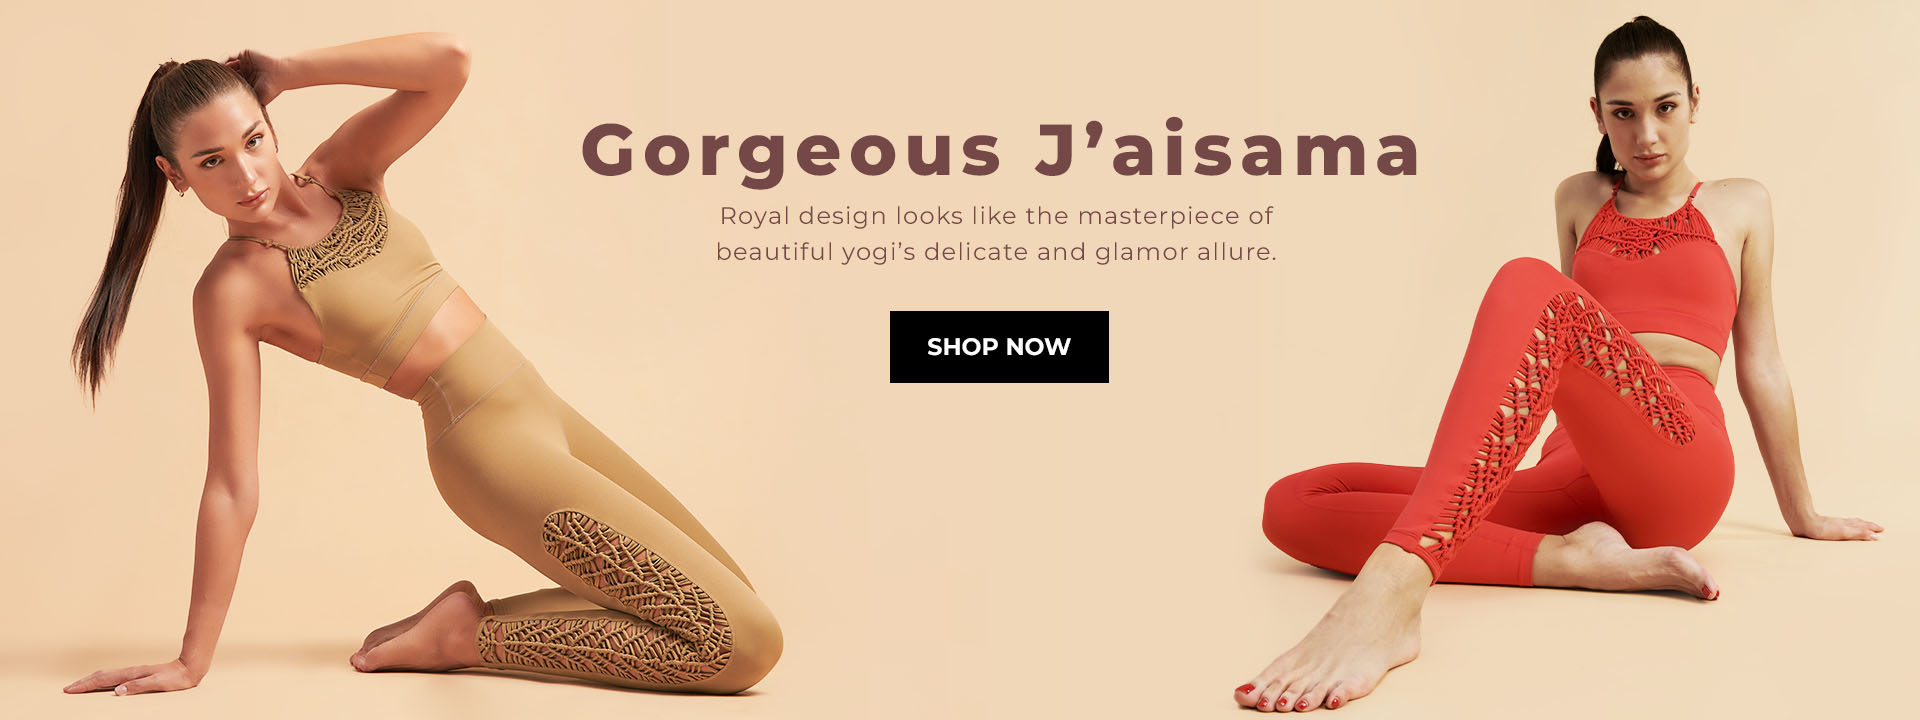 Gorgeous J’aisama
Royal design looks like the masterpiece of
beautiful yogi’s delicate and glamor allure.
SHOP NOW